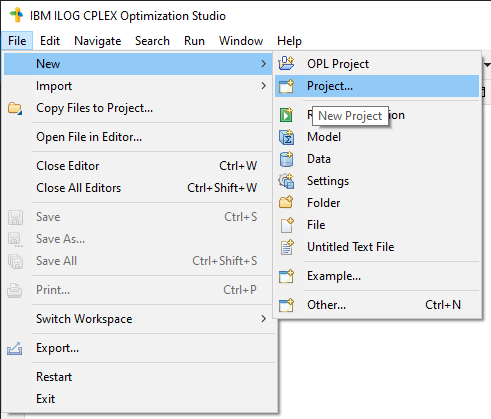 IBM ILOG CPLEX Optimization Studio
File Edit Navigate Search Run Window Help
New
Import
Copy Files to Project...
Open File in Editor...
Close Editor Ctrl+W
Close All Editors Ctrl+Shift+W
Save Ctrl+S
Save As...
Save All Ctrl+Shift+S
Print... Ctrl+P
Switch Workspace
Export...
Restart
Exit
OPL Project
Project...
New Project
Model
Data
Settings
Folder
File
Untitled Text File
Example...
Other... Ctrl+N